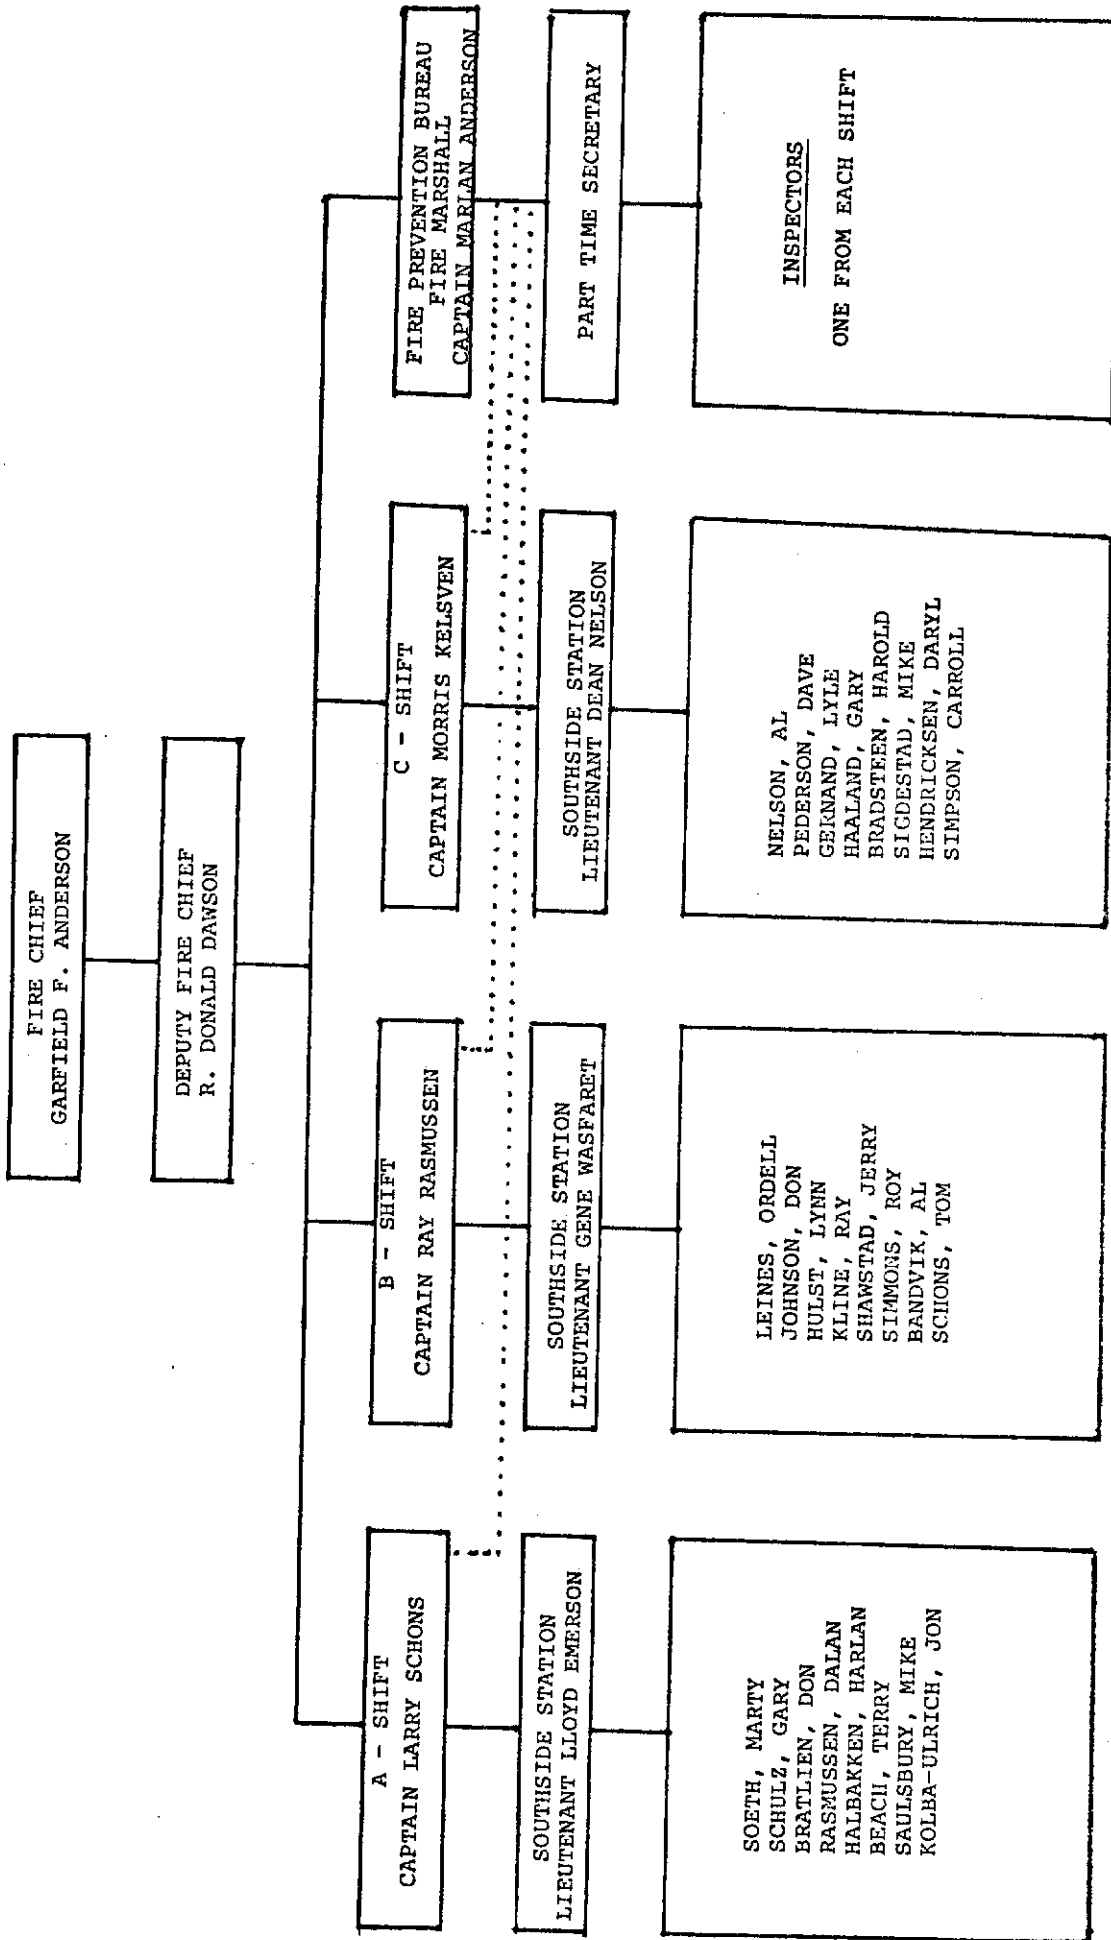 FIRE CHIEF
GARFIELD F. ANDERSON
DEPUTY FIRE CHIEF
R. DONALD DAWSON
A - SHIFT
CAPTAIN LARRY SCHONS
B - SHIFT
CAPTAIN RAY RASMUSSEN
C - SHIFT
CAPTAIN MORRIS KELSVEN
FIRE PREVENTION BUREAU
FIRE MARSHALL
CAPTAIN MARLAN ANDERSON
SOUTHSIDE STATION
LIEUTENANT LLOYD EMERSON
SOUTHSIDE STATION
LIEUTENANT GENE WASFARET
SOUTHSIDE STATION
LIEUTENANT DEAN NELSON
PART TIME SECRETARY
SOETH, MARTY
SCHULZ, GARY
BRATLIEN, DON
RASMUSSEN, DALAN
HALBAKKEN, HARLAN
BEACH, TERRY
SAULSBURY, MIKE
KOLBA-ULRICH, JON
LEINES, ORDELL
JOHNSON, DON
HULST, LYNN
KLINE, RAY
SHAWSTAD, JERRY
SIMMONS, ROY
BANDVIK, AL
SCHONS, TOM
NELSON, AL
PEDERSON, DAVE
GERNAND, LYLE
HAALAND, GARY
BRADSTEEN, HAROLD
SIGDESTAD, MIKE
HENDRICKSEN, DARYL
SIMPSON, CARROLL
INSPECTORS
ONE FROM EACH SHIFT